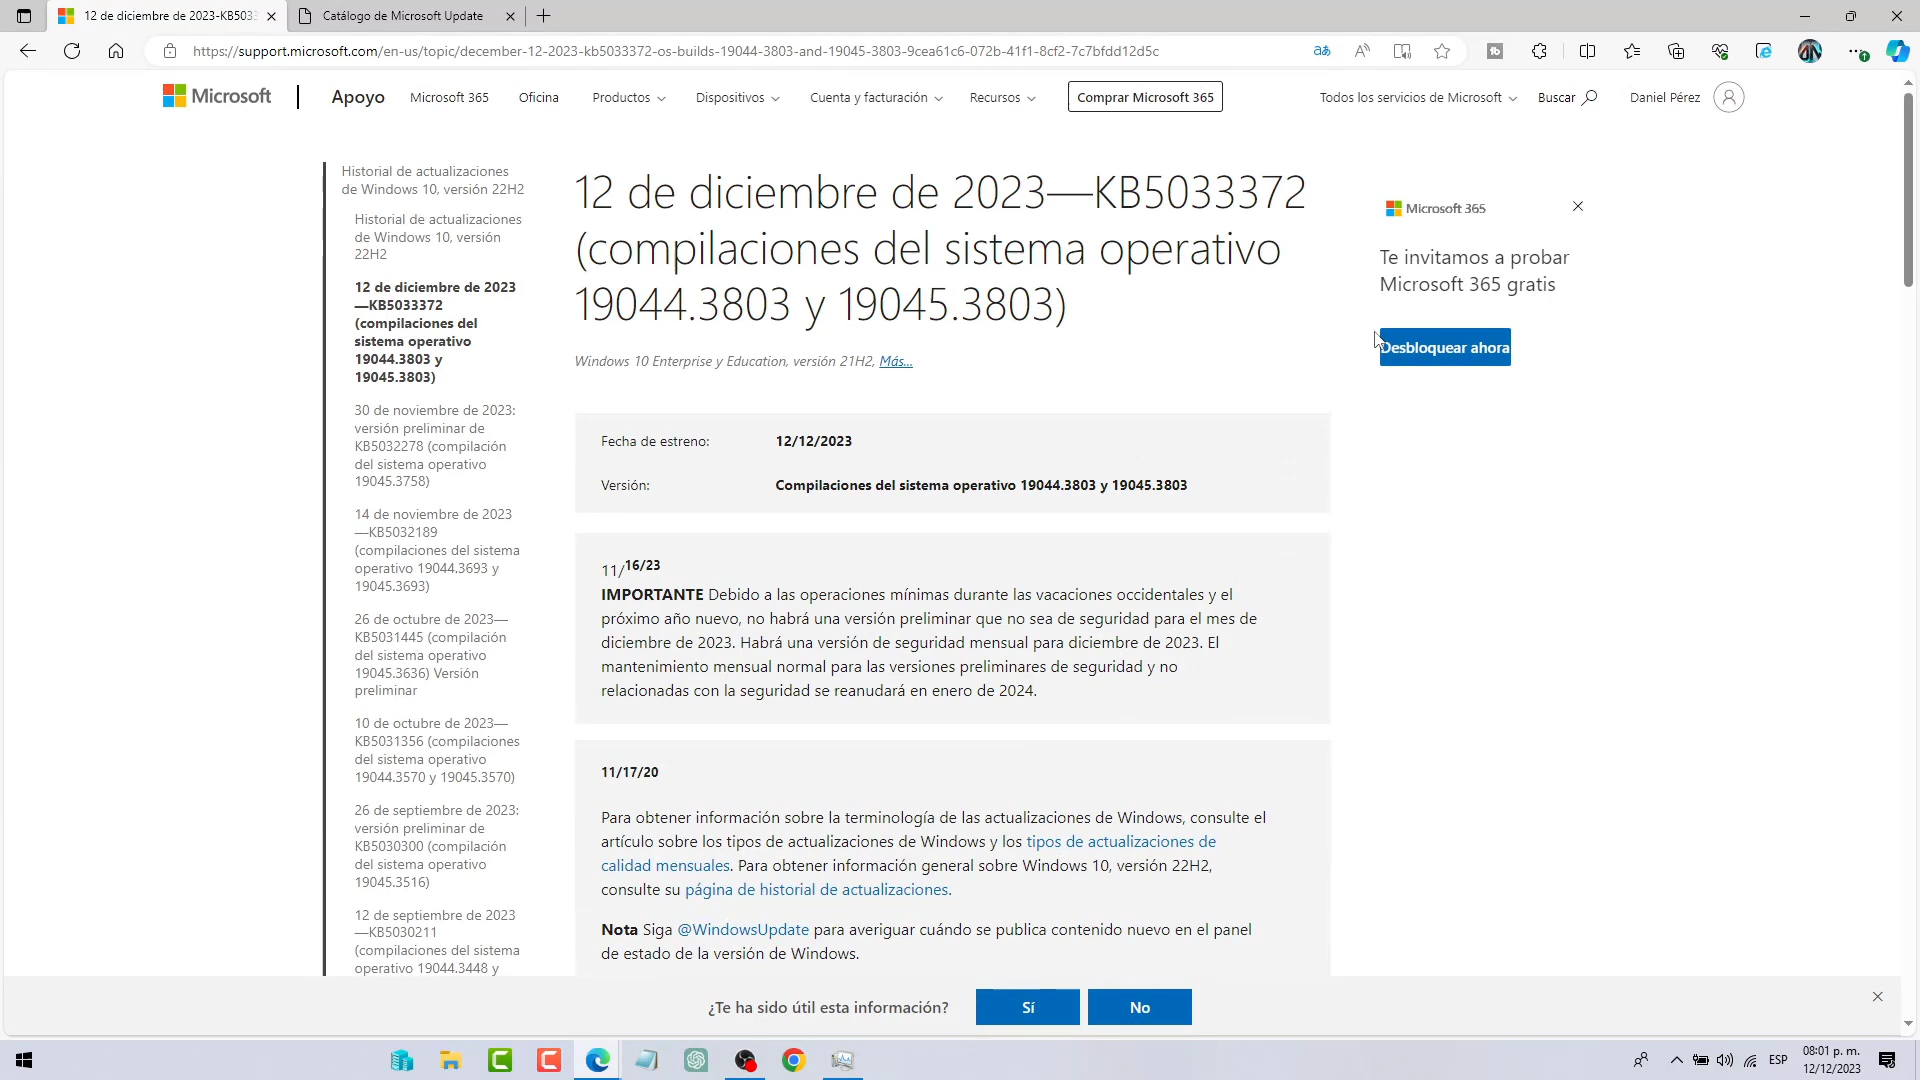 12 de diciembre de 2023-KB5033
Catálogo de Microsoft Update
https://support.microsoft.com/en-us/topic/december-12-2023-kb5033372-os-builds-19044-3803-and-19045-3803-9cea61c6-072b-41f1-8cf2-7c7bfdd12d5c
Microsoft
Apoyo
Microsoft 365
Oficina
Productos
Dispositivos
Cuenta y facturación
Recursos
Comprar Microsoft 365
Todos los servicios de Microsoft
Buscar
Daniel Pérez
Historial de actualizaciones
de Windows 10, versión 22H2
Historial de actualizaciones
de Windows 10, versión
22H2
12 de diciembre de 2023
—KB5033372
(compilaciones del
sistema operativo
19044.3803 y
19045.3803)
30 de noviembre de 2023:
versión preliminar de
KB5032278 (compilación
del sistema operativo
19045.3758)
14 de noviembre de 2023
—KB5032189
(compilaciones del sistema
operativo 19044.3693 y
19045.3693)
26 de octubre de 2023—
KB5031445 (compilación
del sistema operativo
19045.3636) Versión
preliminar
10 de octubre de 2023—
KB5031356 (compilaciones
del sistema operativo
19044.3570 y 19045.3570)
26 de septiembre de 2023:
versión preliminar de
KB5030300 (compilación
del sistema operativo
19045.3516)
12 de septiembre de 2023
—KB5030211
(compilaciones del sistema
operativo 19044.3448 y
12 de diciembre de 2023—KB5033372
(compilaciones del sistema operativo
19044.3803 y 19045.3803)
Windows 10 Enterprise y Education, versión 21H2, Más...
Fecha de estreno: 12/12/2023
Versión: Compilaciones del sistema operativo 19044.3803 y 19045.3803
11/16/23
IMPORTANTE Debido a las operaciones mínimas durante las vacaciones occidentales y el
próximo año nuevo, no habrá una versión preliminar que no sea de seguridad para el mes de
diciembre de 2023. Habrá una versión de seguridad mensual para diciembre de 2023. El
mantenimiento mensual normal para las versiones preliminares de seguridad y no
relacionadas con la seguridad se reanudará en enero de 2024.
11/17/20
Para obtener información sobre la terminología de las actualizaciones de Windows, consulte el
artículo sobre los tipos de actualizaciones de Windows y los tipos de actualizaciones de
calidad mensuales. Para obtener información general sobre Windows 10, versión 22H2,
consulte su página de historial de actualizaciones.
Nota Siga @WindowsUpdate para averiguar cuándo se publica contenido nuevo en el panel
de estado de la versión de Windows.
Microsoft 365
Te invitamos a probar
Microsoft 365 gratis
Desbloquear ahora
¿Te ha sido útil esta información?
Sí
No
ESP
08:01 p. m.
12/12/2023